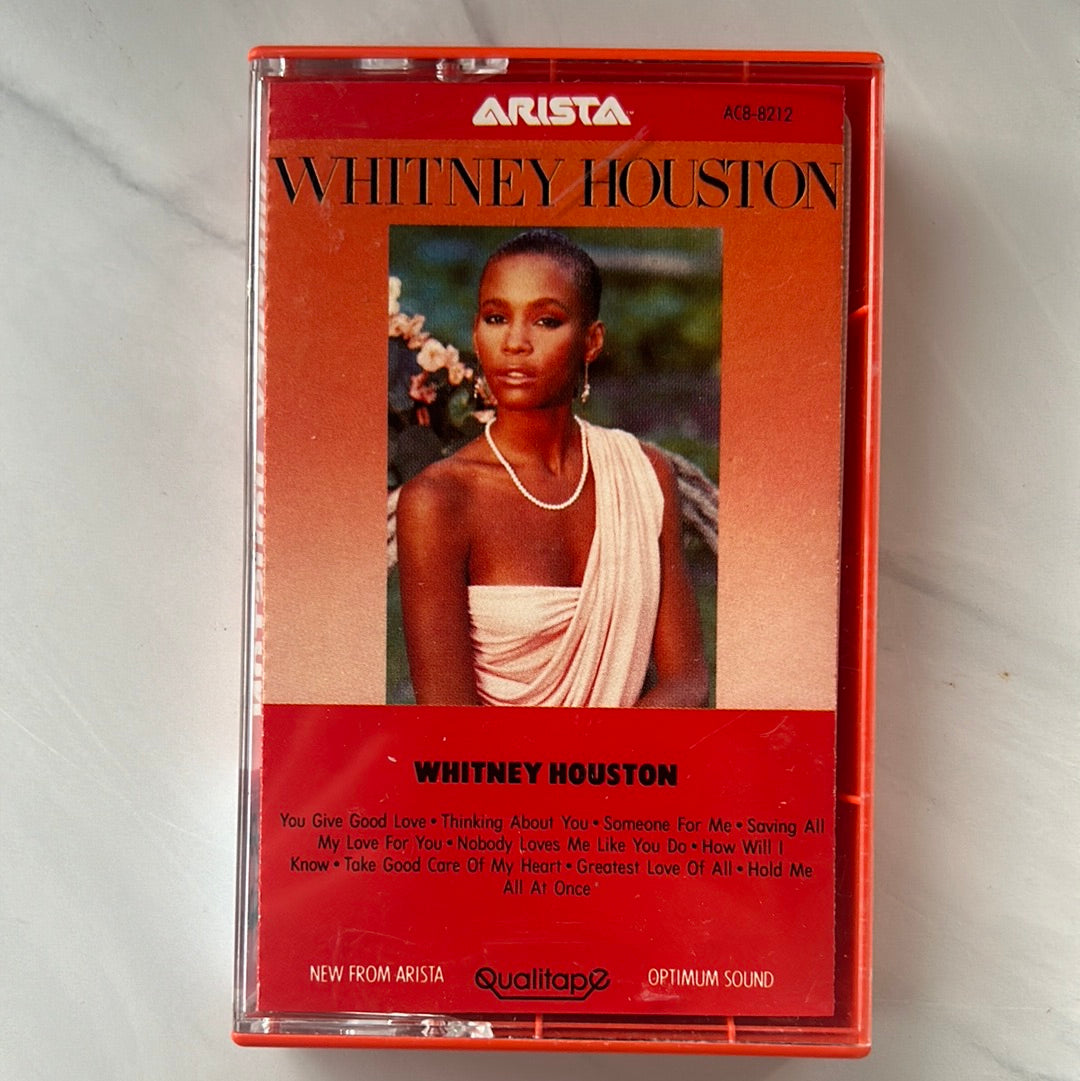 ARISTA
AC8-8212
WHITNEY HOUSTON
WHITNEY HOUSTON
You Give Good Love • Thinking About You • Someone For Me • Saving All
My Love For You • Nobody Loves Me Like You Do • How Will I
Know • Take Good Care Of My Heart • Greatest Love Of All • Hold Me
All At Once
NEW FROM ARISTA
Qualitape
OPTIMUM SOUND